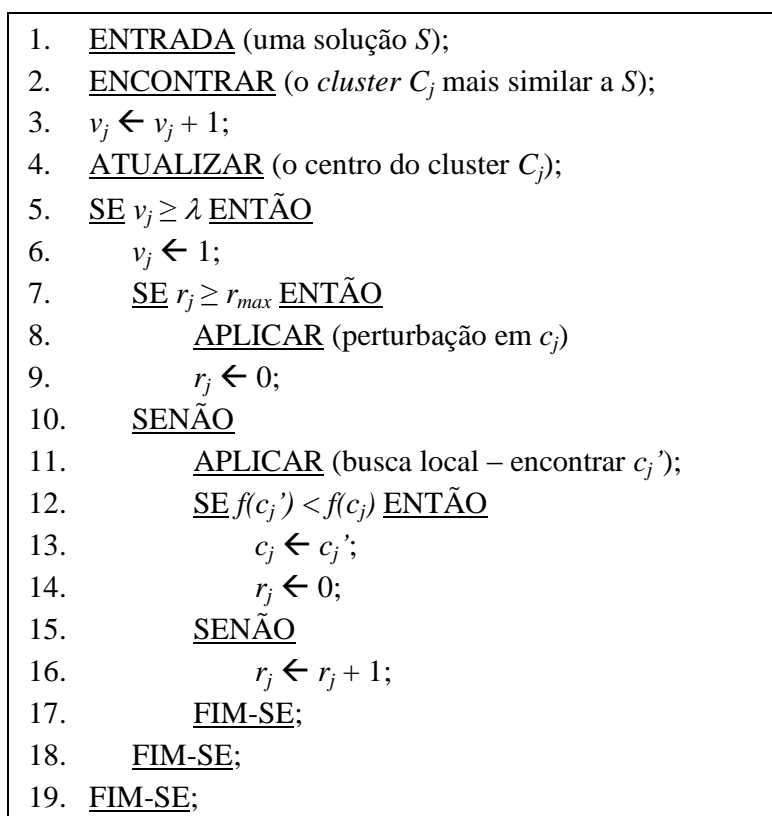 1. ENTRADA (uma solução S);
2. ENCONTRAR (o cluster Cj mais similar a S);
3. vj ← vj + 1;
4. ATUALIZAR (o centro do cluster Cj);
5. SE vj ≥ λ ENTÃO
6. vj ← 1;
7. SE rj ≥ rmax ENTÃO
8. APLICAR (perturbação em cj)
9. rj ← 0;
10. SENÃO
11. APLICAR (busca local – encontrar cj’);
12. SE f(cj’) < f(cj) ENTÃO
13. cj ← cj’;
14. rj ← 0;
15. SENÃO
16. rj ← rj + 1;
17. FIM-SE;
18. FIM-SE;
19. FIM-SE;